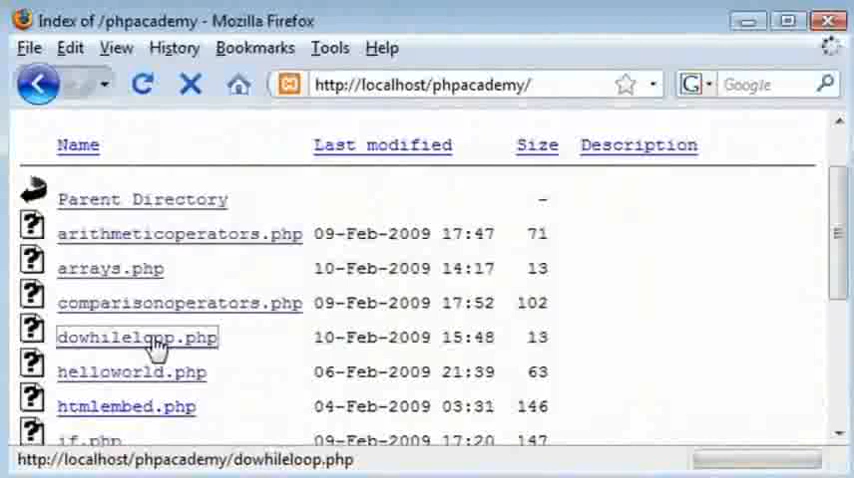 Index of /phpacademy - Mozilla Firefox
File Edit View History Bookmarks Tools Help
http://localhost/phpacademy/ G Google
Name Last modified Size Description
Parent Directory -
arithmeticoperators.php 09-Feb-2009 17:47 71
arrays.php 10-Feb-2009 14:17 13
comparisonoperators.php 09-Feb-2009 17:52 102
dowhileloop.php 10-Feb-2009 15:48 13
helloworld.php 06-Feb-2009 21:39 63
htmlembed.php 04-Feb-2009 03:31 146
if.php 09-Feb-2009 17:20 147
http://localhost/phpacademy/dowhileloop.php